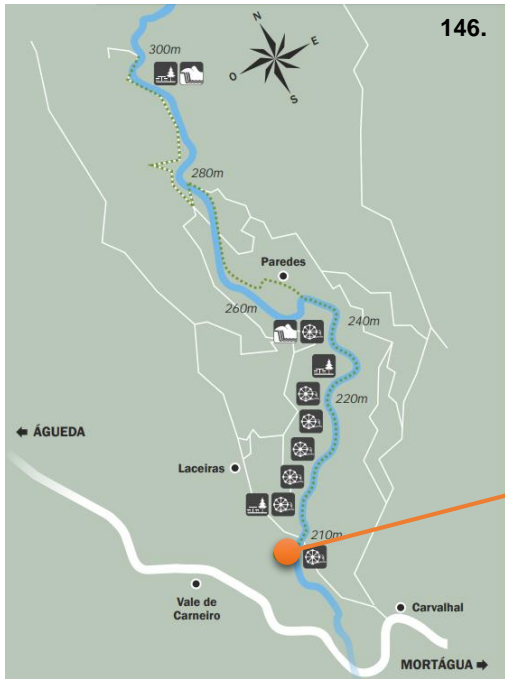 146.
N
E
O
S
300m
280m
Paredes
260m
240m
220m
← ÁGUEDA
Laceiras
210m
Vale de
Carneiro
Carvalhal
MORTÁGUA →